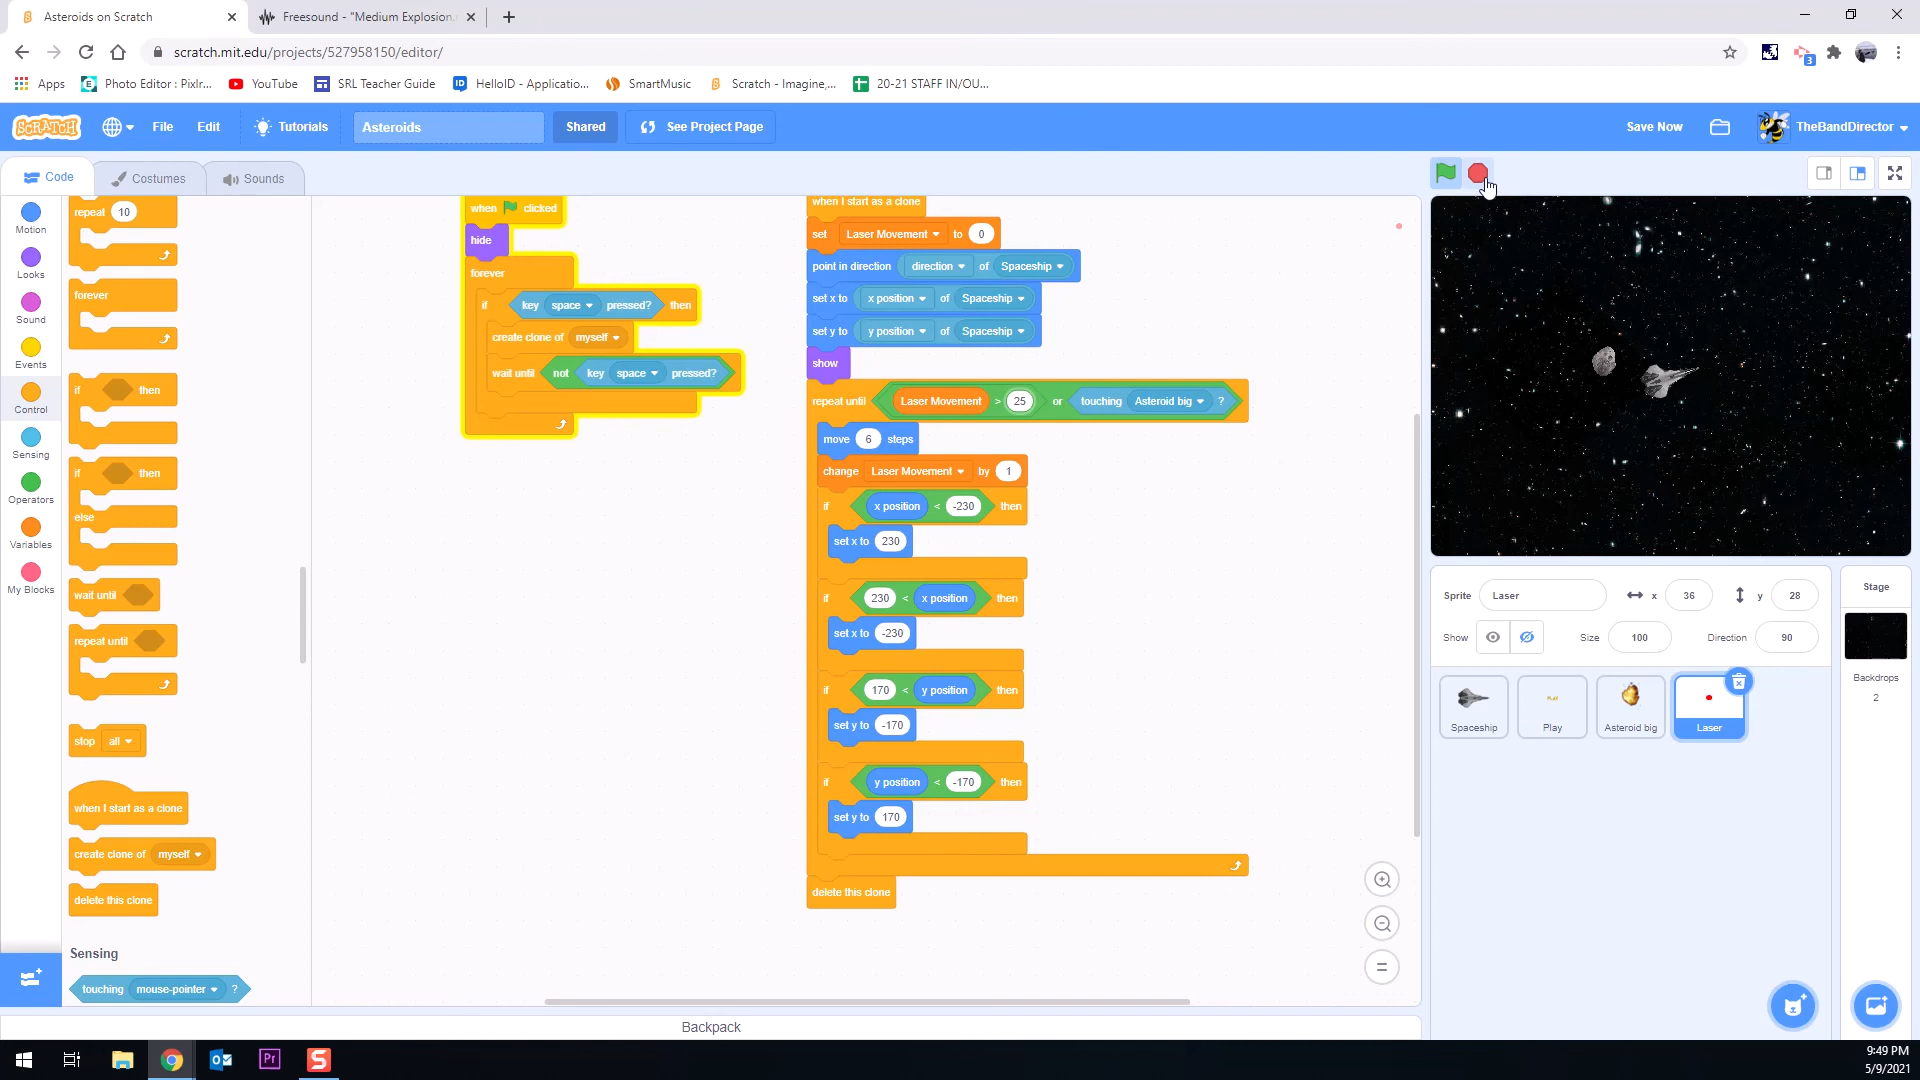 Asteroids on Scratch
Freesound - "Medium Explosion.
scratch.mit.edu/projects/527958150/editor/
3
Apps
Photo Editor : Pixlr...
YouTube
SRL Teacher Guide
HelloID - Applicatio...
SmartMusic
Scratch - Imagine,...
20-21 STAFF IN/OU...
SCRATCH
File
Edit
Tutorials
Asteroids
Shared
See Project Page
Save Now
TheBandDirector
Code
Costumes
Sounds
Motion
Looks
Sound
Events
Control
Sensing
Operators
Variables
My Blocks
repeat 10
forever
if then
if then
else
wait until
repeat until
stop all
when I start as a clone
create clone of myself
delete this clone
Sensing
touching mouse-pointer ?
when clicked
hide
forever
if key space pressed? then
create clone of myself
wait until not key space pressed?
when I start as a clone
set Laser Movement to 0
point in direction direction of Spaceship
set x to x position of Spaceship
set y to y position of Spaceship
show
repeat until Laser Movement > 25 or touching Asteroid big ?
move 6 steps
change Laser Movement by 1
if x position < -230 then
set x to 230
if 230 < x position then
set x to -230
if 170 < y position then
set y to -170
if y position < -170 then
set y to 170
delete this clone
Sprite Laser x 36 y 28
Show Size 100 Direction 90
Spaceship
Play
Asteroid big
Laser
Stage
Backdrops
2
Backpack
Pr
S
9:49 PM
5/9/2021